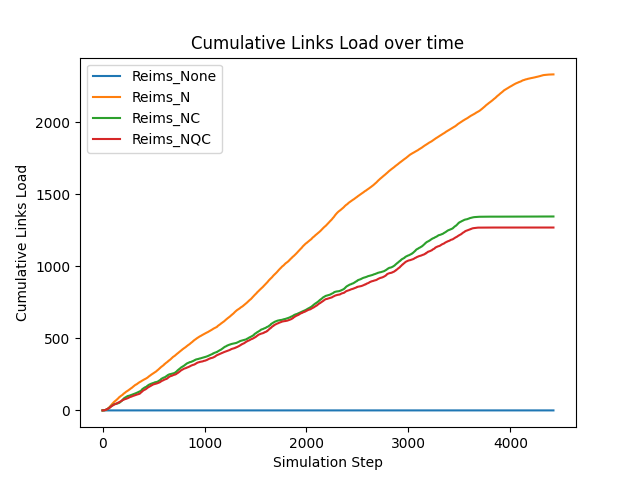 Cumulative Links Load over time
Reims_None
Reims_N
Reims_NC
Reims_NQC
Cumulative Links Load
2000
1500
1000
500
0
0 1000 2000 3000 4000
Simulation Step